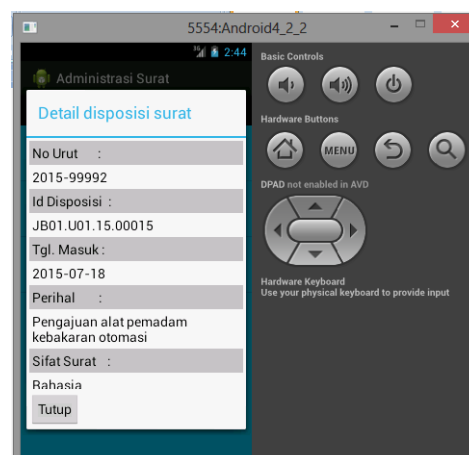 5554:Android4_2_2
3G 2:44
Administrasi Surat
Detail disposisi surat
No Urut :
2015-99992
Id Disposisi :
JB01.U01.15.00015
Tgl. Masuk :
2015-07-18
Perihal :
Pengajuan alat pemadam
kebakaran otomasi
Sifat Surat :
Rahasia
Tutup
Basic Controls
Hardware Buttons
MENU
DPAD not enabled in AVD
Hardware Keyboard
Use your physical keyboard to provide input